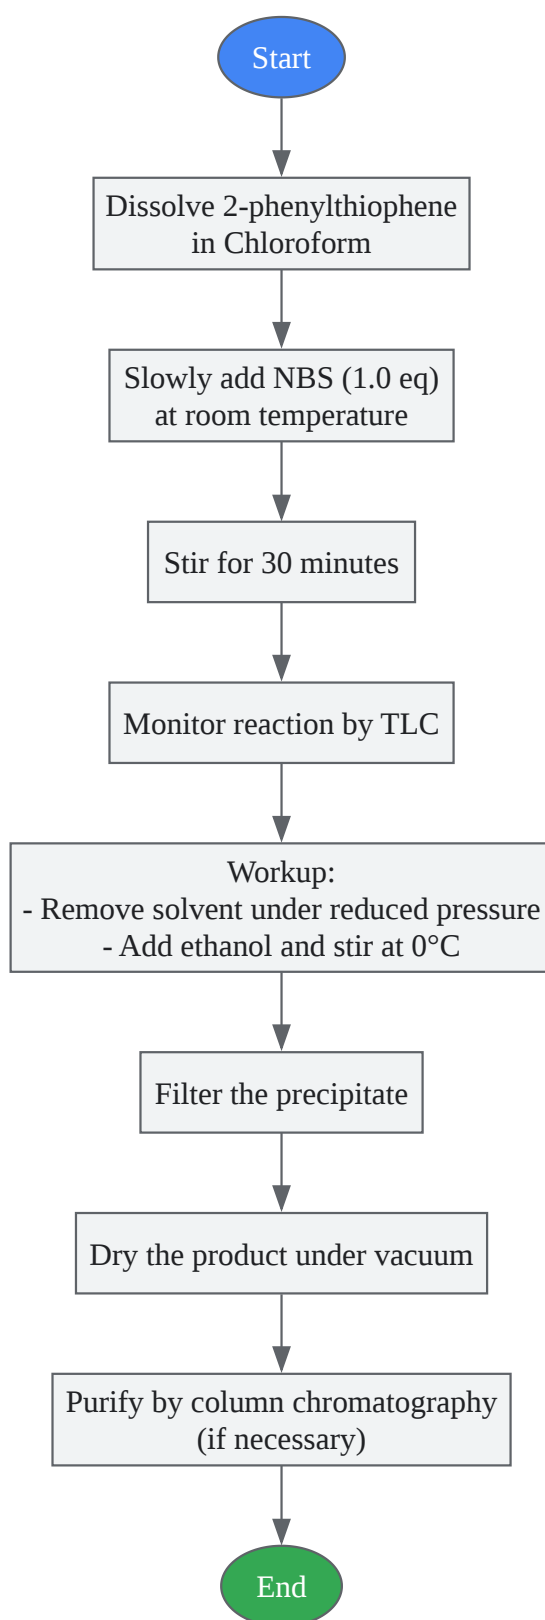 Start
Dissolve 2-phenylthiophene
in Chloroform
Slowly add NBS (1.0 eq)
at room temperature
Stir for 30 minutes
Monitor reaction by TLC
Workup:
- Remove solvent under reduced pressure
- Add ethanol and stir at 0°C
Filter the precipitate
Dry the product under vacuum
Purify by column chromatography
(if necessary)
End